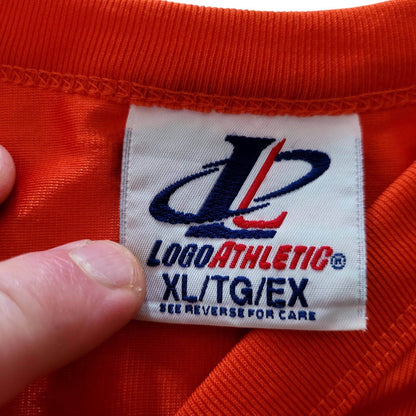 LOGOATHLETIC®
XL/TG/EX
SEE REVERSE FOR CARE